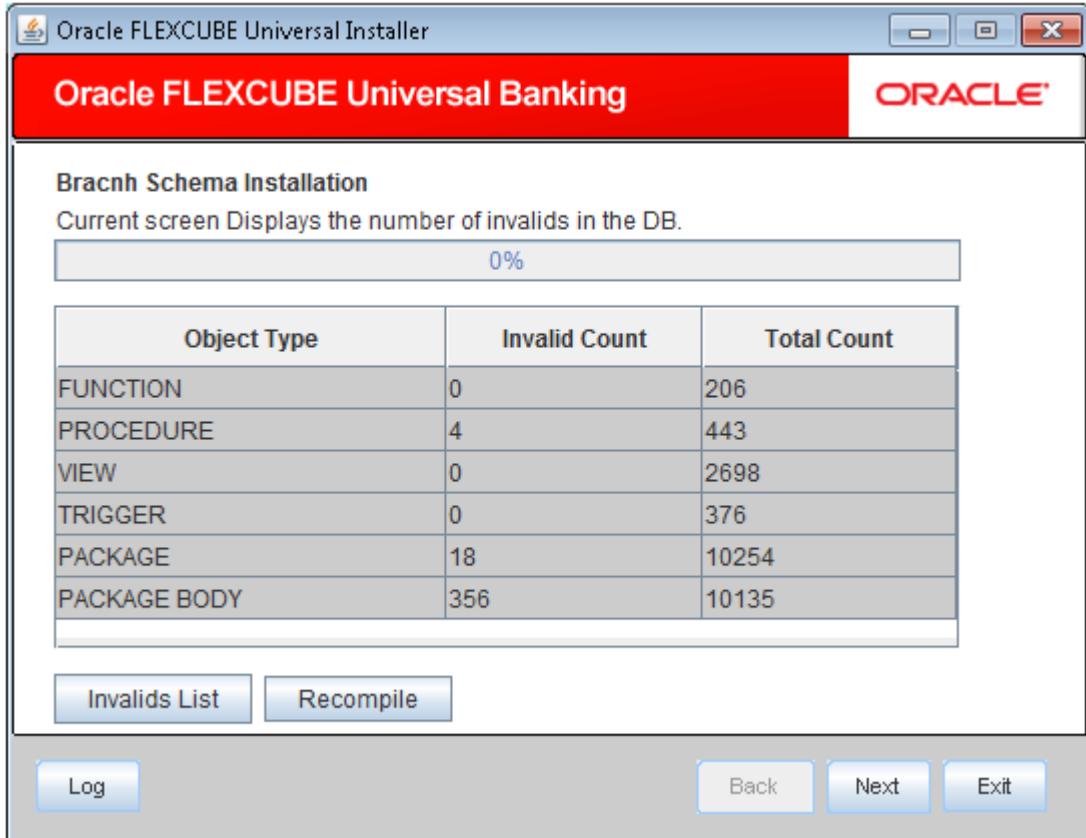 Oracle FLEXCUBE Universal Installer
Oracle FLEXCUBE Universal Banking
ORACLE
Bracnh Schema Installation
Current screen Displays the number of invalids in the DB.
0%
Object Type Invalid Count Total Count
FUNCTION 0 206
PROCEDURE 4 443
VIEW 0 2698
TRIGGER 0 376
PACKAGE 18 10254
PACKAGE BODY 356 10135
Invalids List Recompile
Log Back Next Exit